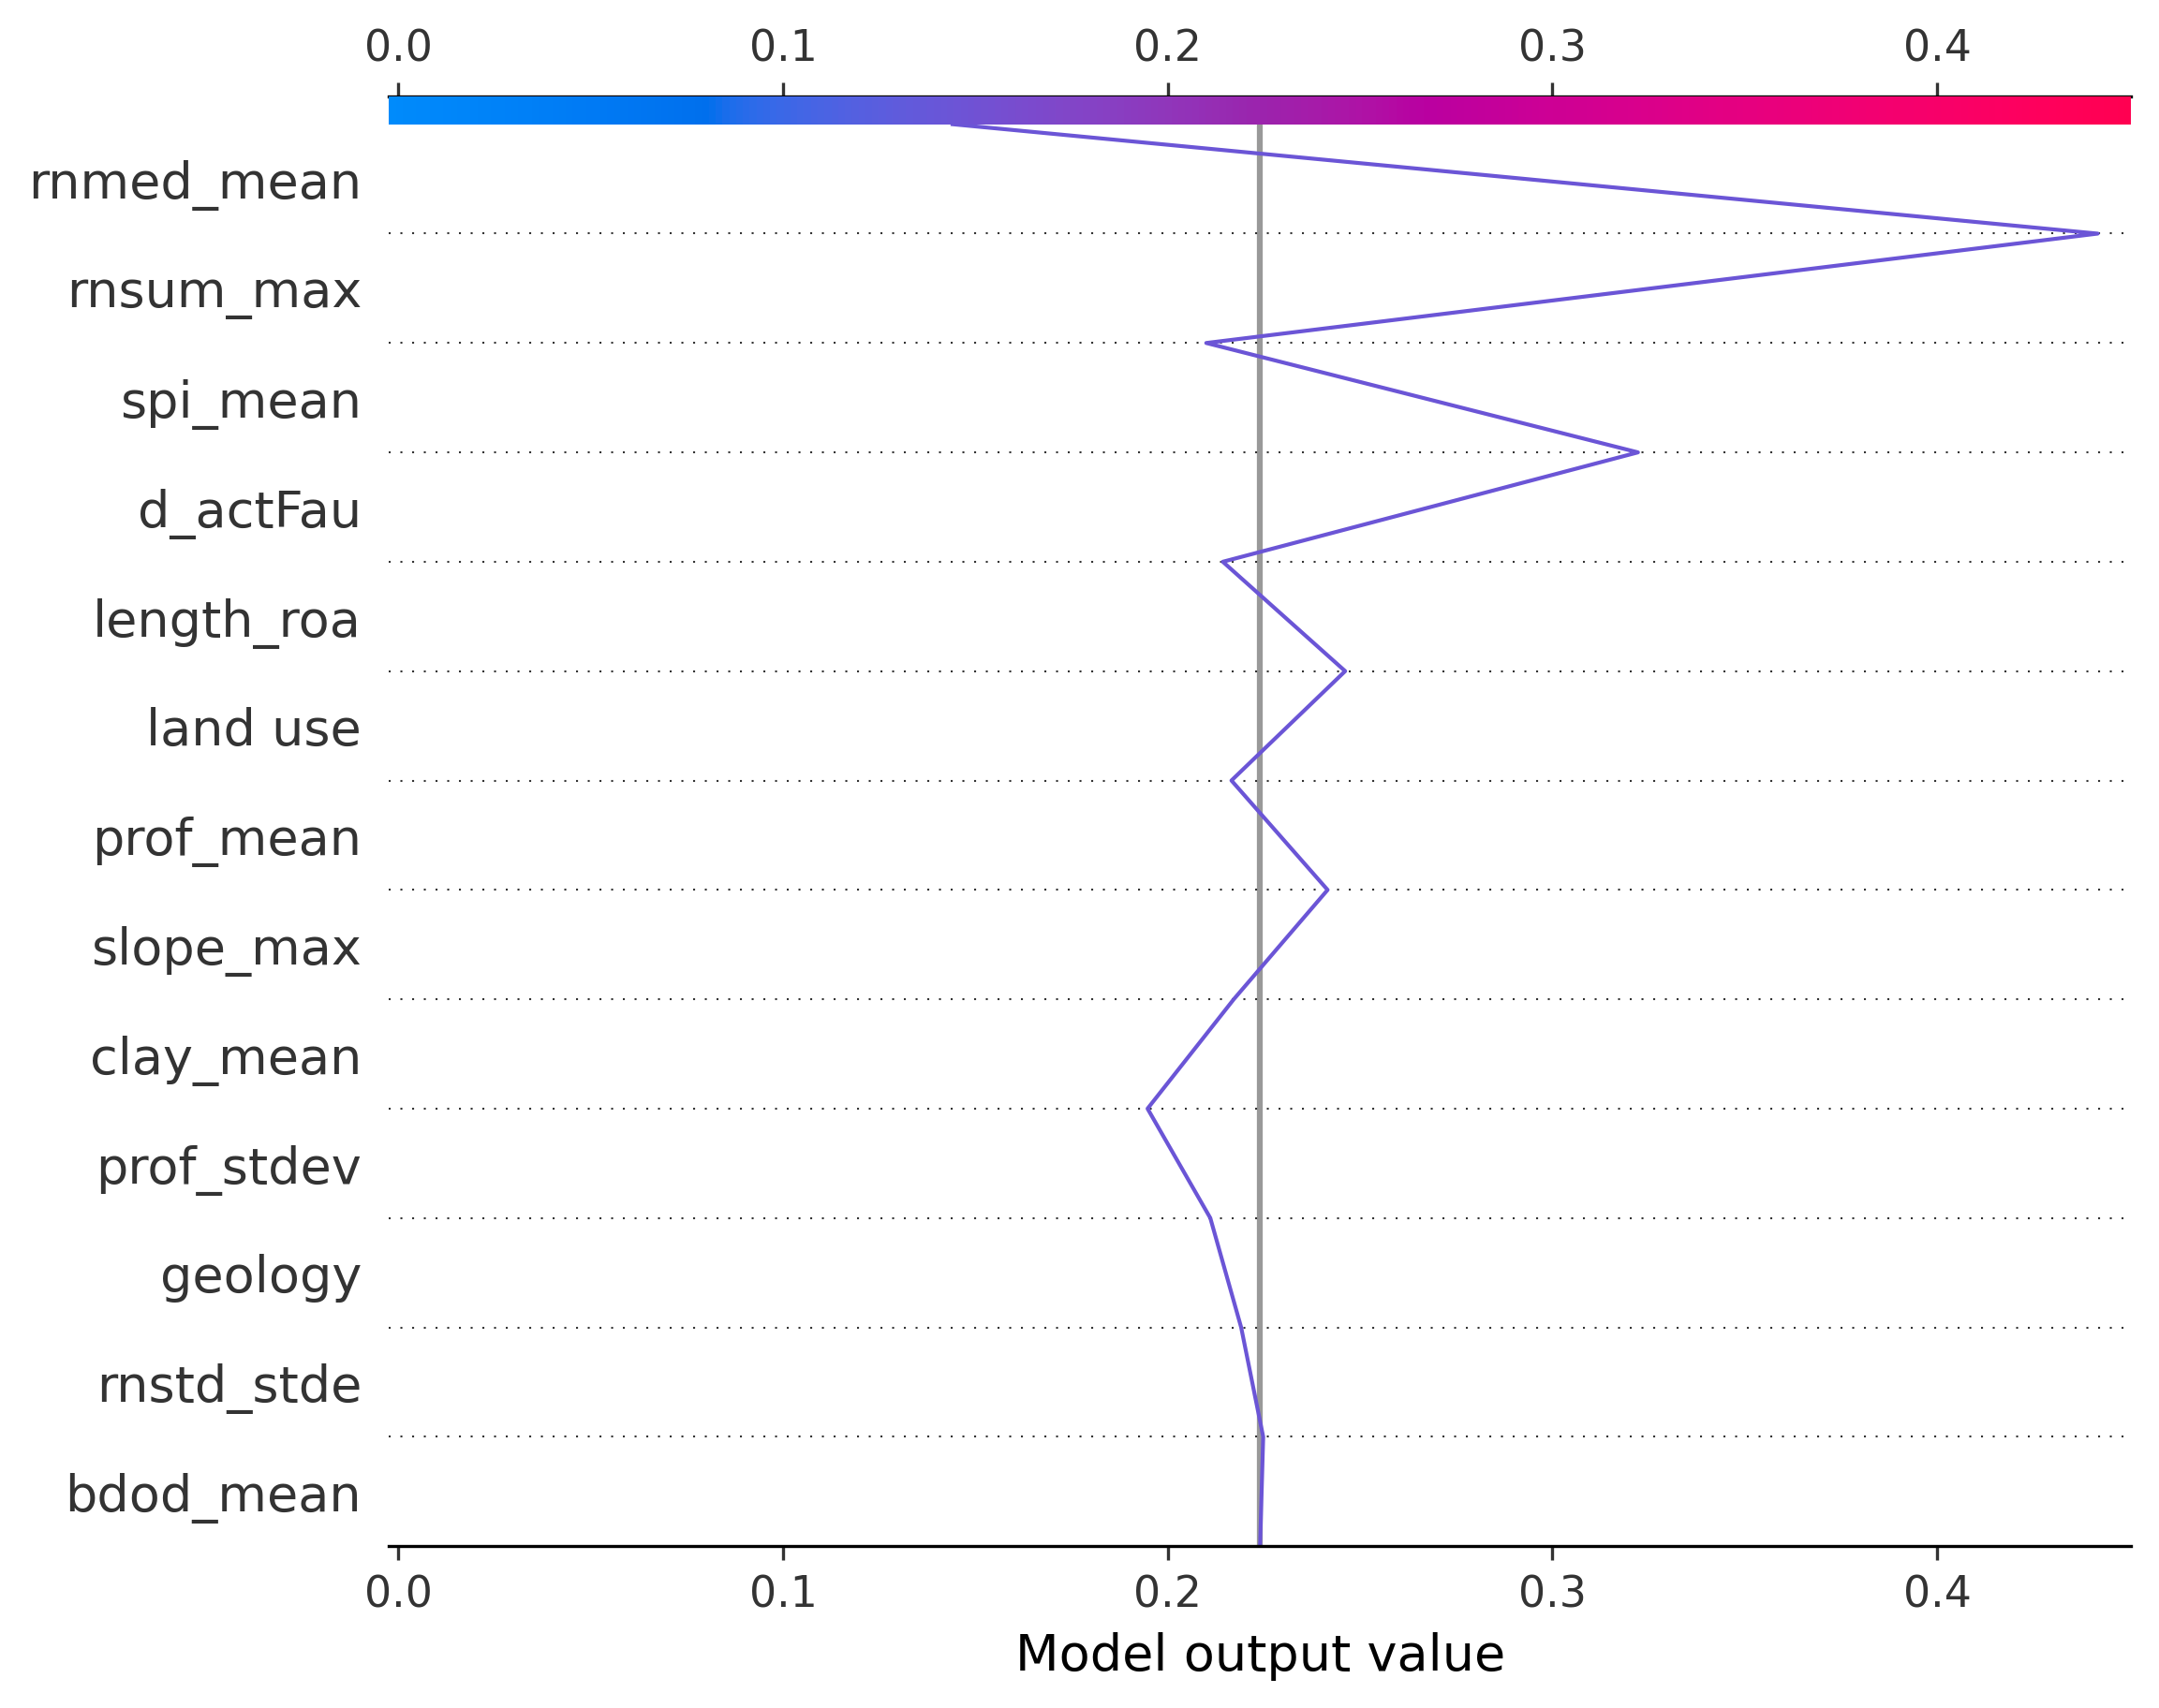 0.0 0.1 0.2 0.3 0.4
rnmed_mean
rnsum_max
spi_mean
d_actFau
length_roa
land use
prof_mean
slope_max
clay_mean
prof_stdev
geology
rnstd_stde
bdod_mean
0.0 0.1 0.2 0.3 0.4
Model output value